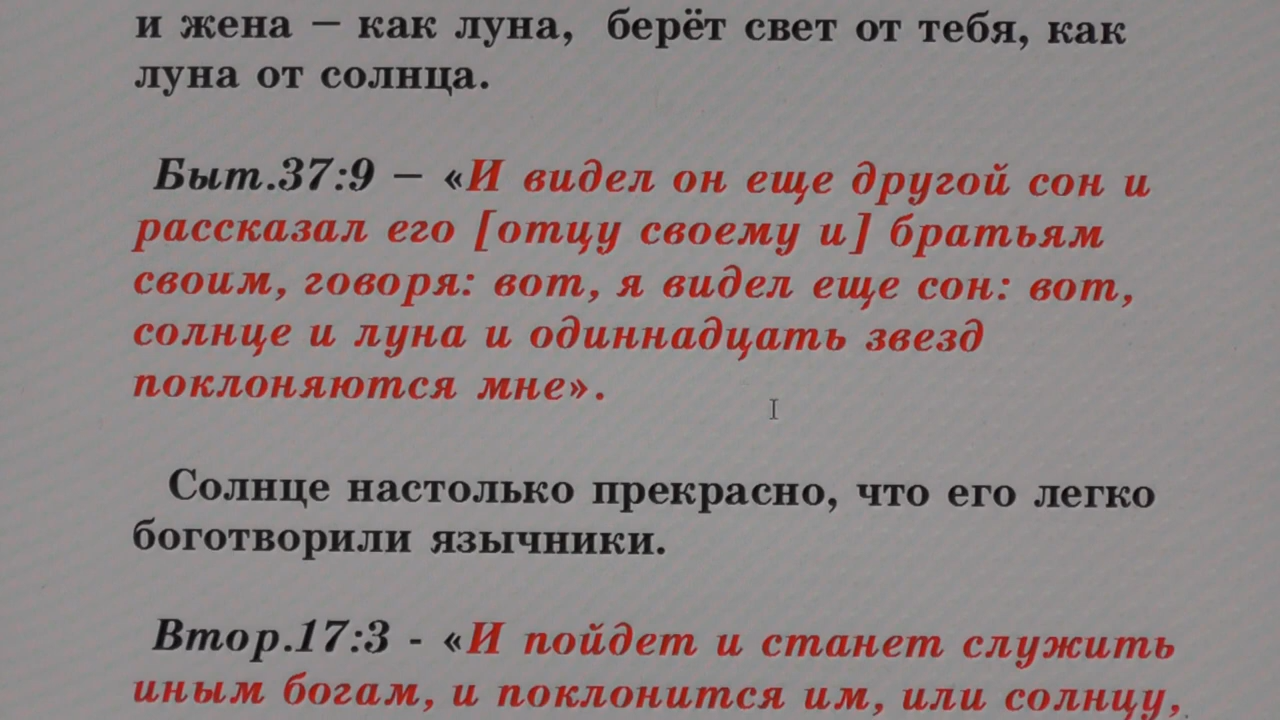 и жена – как луна, берёт свет от тебя, как
луна от солнца.
Быт.37:9 – «И видел он еще другой сон и
рассказал его [отцу своему и] братьям
своим, говоря: вот, я видел еще сон: вот,
солнце и луна и одиннадцать звезд
поклоняются мне».
Солнце настолько прекрасно, что его легко
боготворили язычники.
Втор.17:3 - «И пойдет и станет служить
иным богам, и поклонится им, или солнцу,